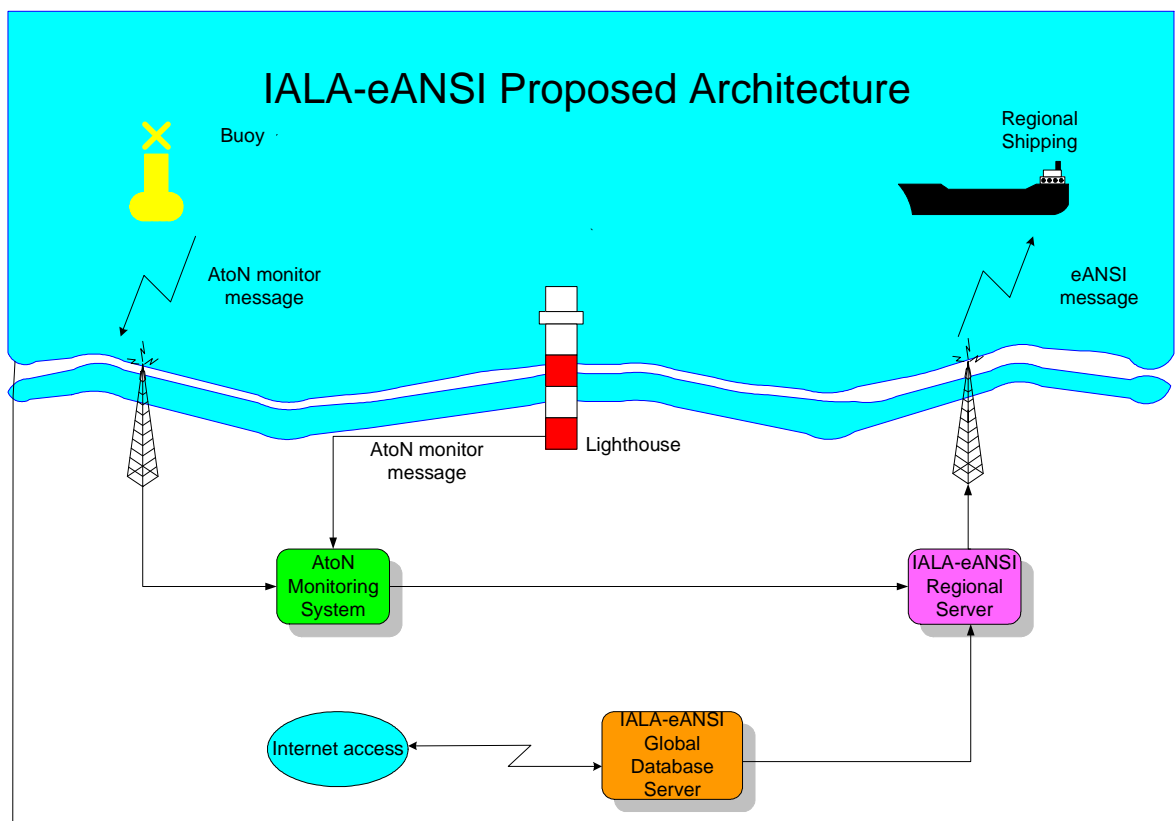 IALA-eANSI Proposed Architecture
Buoy
Regional
Shipping
AtoN monitor
message
eANSI
message
AtoN monitor
message
Lighthouse
AtoN
Monitoring
System
IALA-eANSI
Regional
Server
Internet access
IALA-eANSI
Global
Database
Server